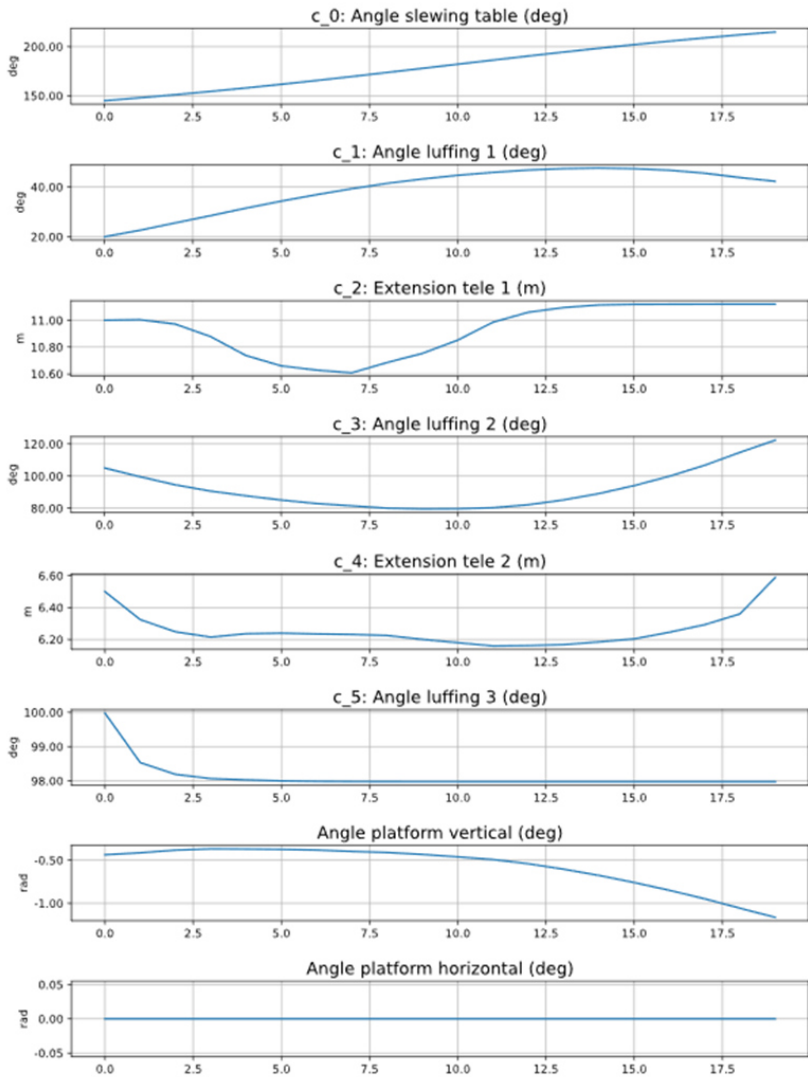 c_0: Angle slewing table (deg)
200.00
deg
150.00
0.0 2.5 5.0 7.5 10.0 12.5 15.0 17.5
c_1: Angle luffing 1 (deg)
40.00
deg
20.00
0.0 2.5 5.0 7.5 10.0 12.5 15.0 17.5
c_2: Extension tele 1 (m)
11.00
m
10.80
10.60
0.0 2.5 5.0 7.5 10.0 12.5 15.0 17.5
c_3: Angle luffing 2 (deg)
120.00
deg
100.00
80.00
0.0 2.5 5.0 7.5 10.0 12.5 15.0 17.5
c_4: Extension tele 2 (m)
6.60
m
6.40
6.20
0.0 2.5 5.0 7.5 10.0 12.5 15.0 17.5
c_5: Angle luffing 3 (deg)
100.00
deg
99.00
98.00
0.0 2.5 5.0 7.5 10.0 12.5 15.0 17.5
Angle platform vertical (deg)
-0.50
rad
-1.00
0.0 2.5 5.0 7.5 10.0 12.5 15.0 17.5
Angle platform horizontal (deg)
0.05
rad
0.00
-0.05
0.0 2.5 5.0 7.5 10.0 12.5 15.0 17.5